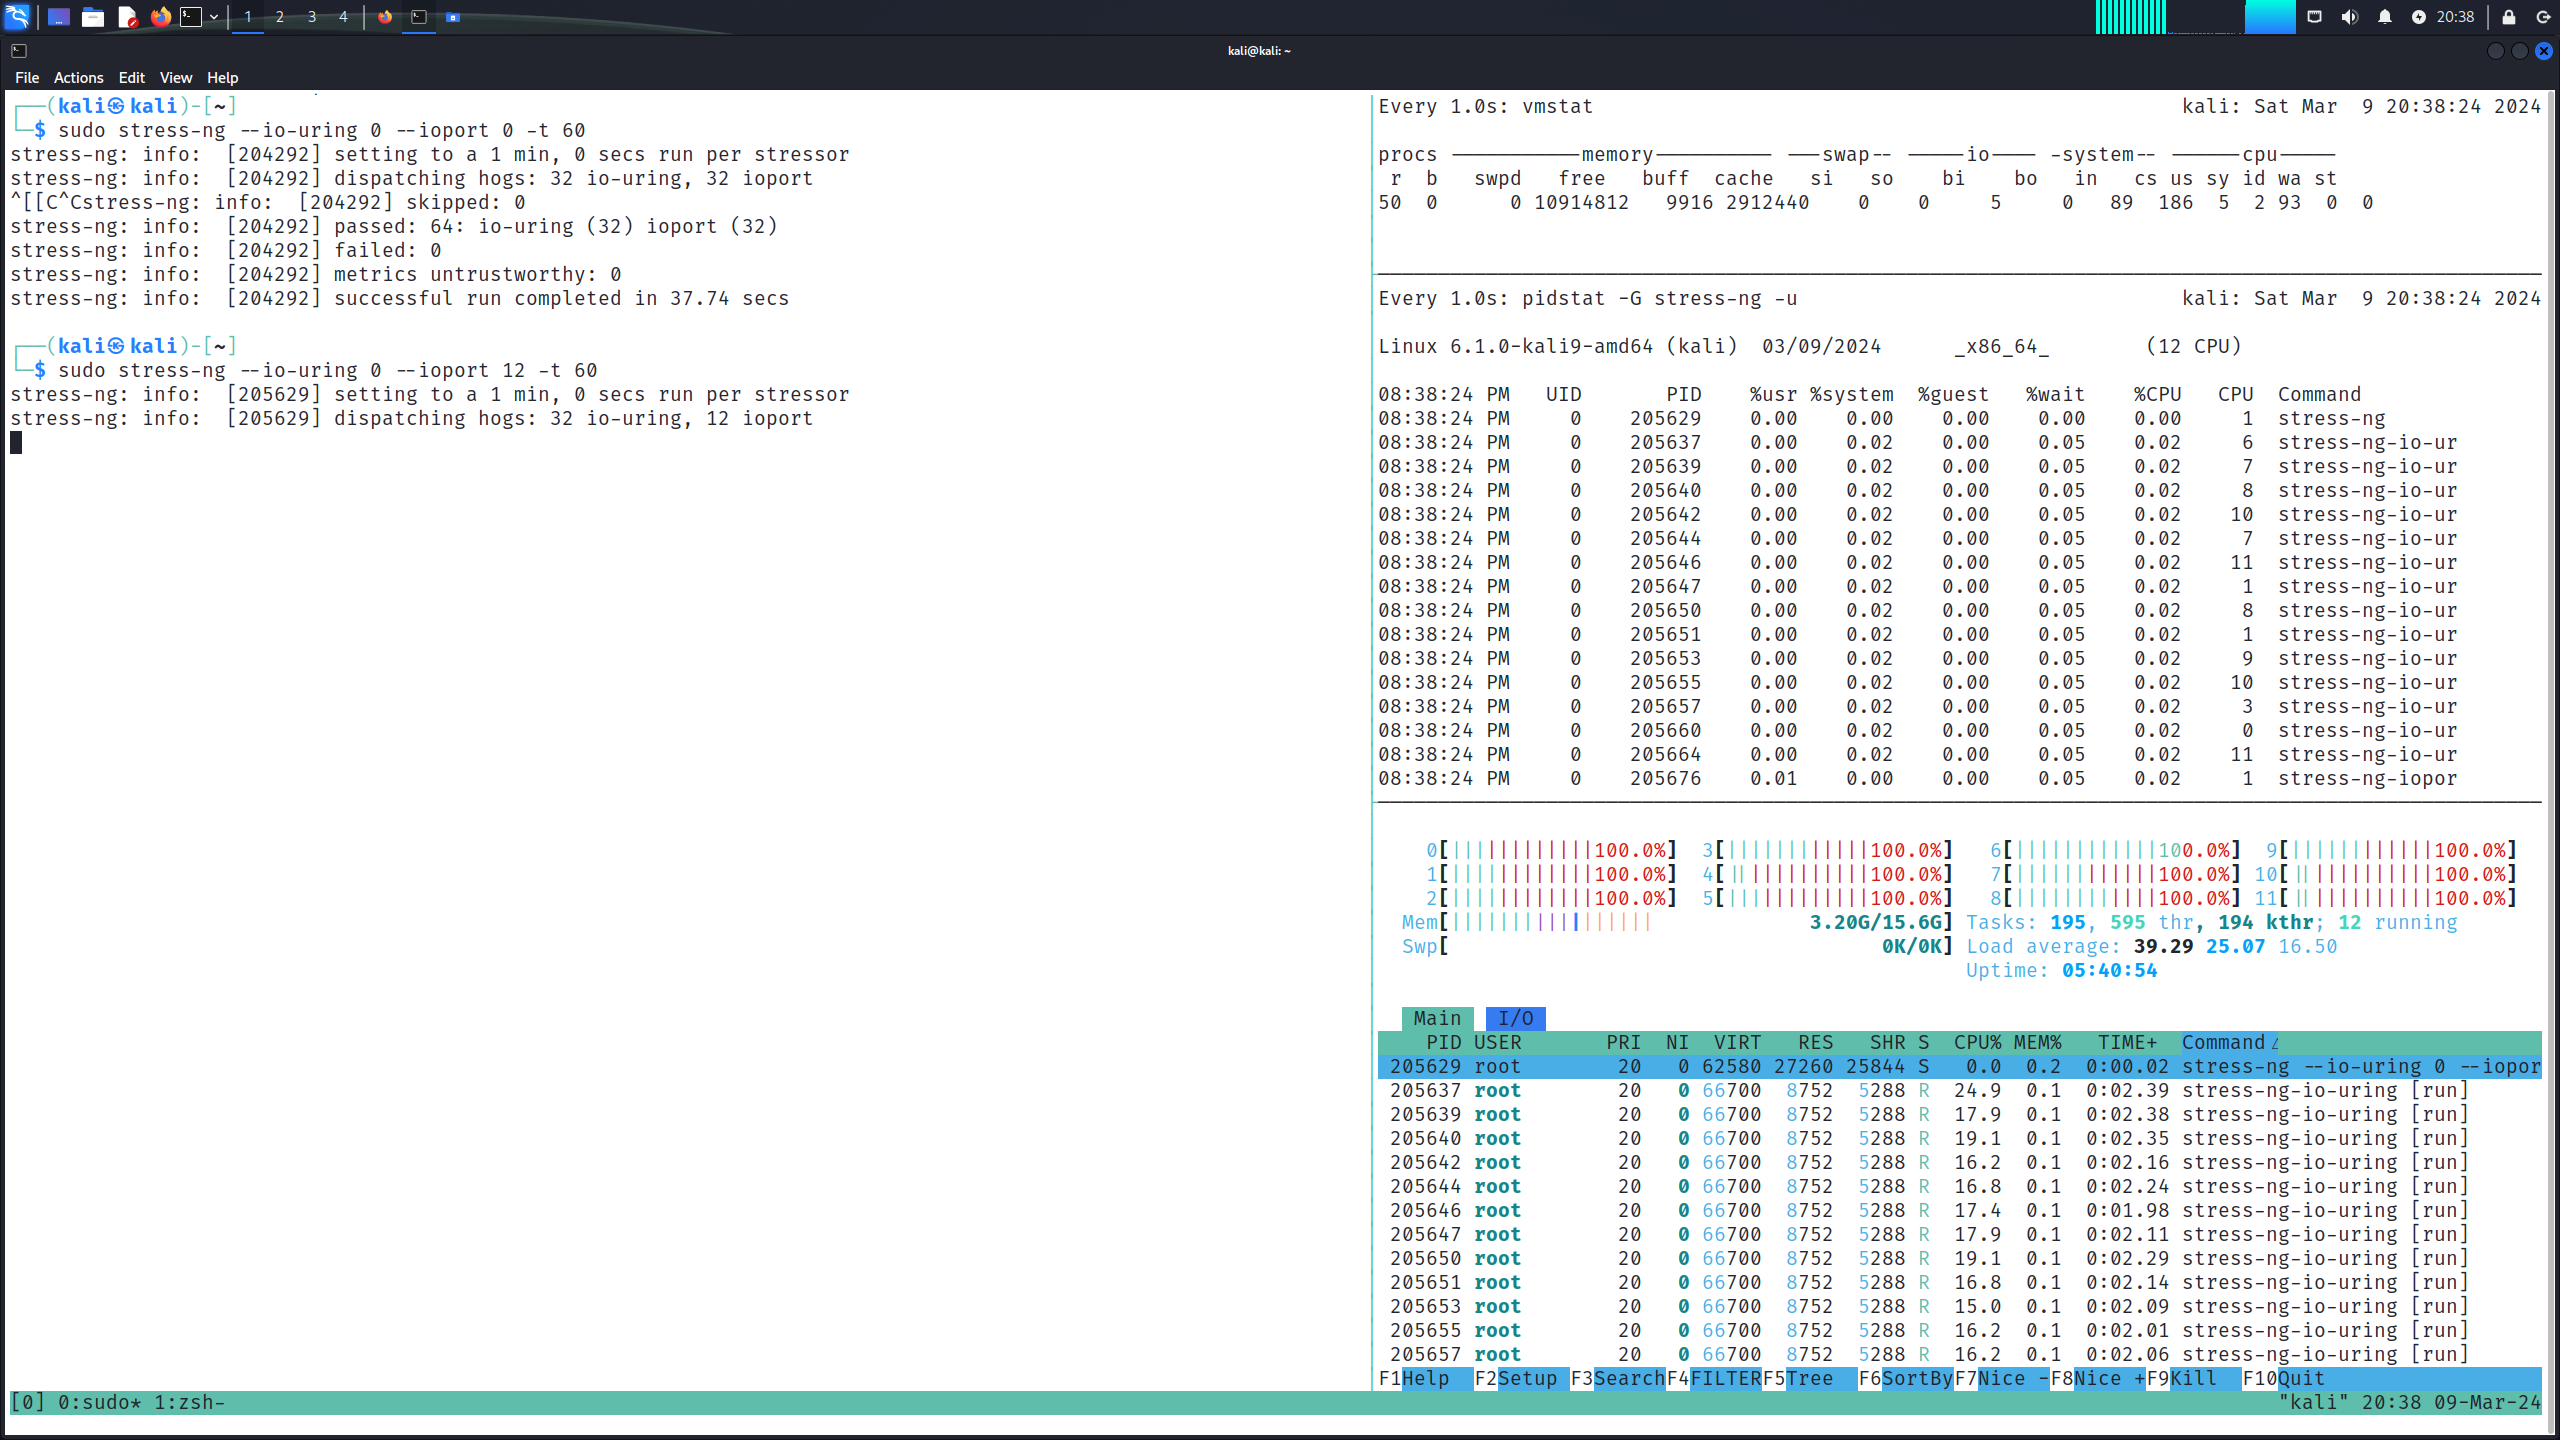 1 2 3 4 20:38
kali@kali: ~
File Actions Edit View Help
┌──(kali㉿kali)-[~]
└─$ sudo stress-ng --io-uring 0 --ioport 0 -t 60
stress-ng: info:  [204292] setting to a 1 min, 0 secs run per stressor
stress-ng: info:  [204292] dispatching hogs: 32 io-uring, 32 ioport
^[[C^Cstress-ng: info:  [204292] skipped: 0
stress-ng: info:  [204292] passed: 64: io-uring (32) ioport (32)
stress-ng: info:  [204292] failed: 0
stress-ng: info:  [204292] metrics untrustworthy: 0
stress-ng: info:  [204292] successful run completed in 37.74 secs
┌──(kali㉿kali)-[~]
└─$ sudo stress-ng --io-uring 0 --ioport 12 -t 60
stress-ng: info:  [205629] setting to a 1 min, 0 secs run per stressor
stress-ng: info:  [205629] dispatching hogs: 32 io-uring, 12 ioport
Every 1.0s: vmstat kali: Sat Mar  9 20:38:24 2024
procs -----------memory---------- ---swap-- -----io---- -system-- ------cpu-----
r b swpd free buff cache si so bi bo in cs us sy id wa st
50 0 0 10914812 9916 2912440 0 0 5 0 89 186 5 2 93 0 0
Every 1.0s: pidstat -G stress-ng -u kali: Sat Mar  9 20:38:24 2024
Linux 6.1.0-kali9-amd64 (kali) 03/09/2024 _x86_64_ (12 CPU)
08:38:24 PM UID PID %usr %system %guest %wait %CPU CPU Command
08:38:24 PM 0 205629 0.00 0.00 0.00 0.00 0.00 1 stress-ng
08:38:24 PM 0 205637 0.00 0.02 0.00 0.05 0.02 6 stress-ng-io-ur
08:38:24 PM 0 205639 0.00 0.02 0.00 0.05 0.02 7 stress-ng-io-ur
08:38:24 PM 0 205640 0.00 0.02 0.00 0.05 0.02 8 stress-ng-io-ur
08:38:24 PM 0 205642 0.00 0.02 0.00 0.05 0.02 10 stress-ng-io-ur
08:38:24 PM 0 205644 0.00 0.02 0.00 0.05 0.02 7 stress-ng-io-ur
08:38:24 PM 0 205646 0.00 0.02 0.00 0.05 0.02 11 stress-ng-io-ur
08:38:24 PM 0 205647 0.00 0.02 0.00 0.05 0.02 1 stress-ng-io-ur
08:38:24 PM 0 205650 0.00 0.02 0.00 0.05 0.02 8 stress-ng-io-ur
08:38:24 PM 0 205651 0.00 0.02 0.00 0.05 0.02 1 stress-ng-io-ur
08:38:24 PM 0 205653 0.00 0.02 0.00 0.05 0.02 9 stress-ng-io-ur
08:38:24 PM 0 205655 0.00 0.02 0.00 0.05 0.02 10 stress-ng-io-ur
08:38:24 PM 0 205657 0.00 0.02 0.00 0.05 0.02 3 stress-ng-io-ur
08:38:24 PM 0 205660 0.00 0.02 0.00 0.05 0.02 0 stress-ng-io-ur
08:38:24 PM 0 205664 0.00 0.02 0.00 0.05 0.02 11 stress-ng-io-ur
08:38:24 PM 0 205676 0.01 0.00 0.00 0.05 0.02 1 stress-ng-iopor
0[||||||||||||100.0%] 3[||||||||||||100.0%] 6[||||||||||||100.0%] 9[||||||||||||100.0%]
1[||||||||||||100.0%] 4[||||||||||||100.0%] 7[||||||||||||100.0%] 10[||||||||||||100.0%]
2[||||||||||||100.0%] 5[||||||||||||100.0%] 8[||||||||||||100.0%] 11[||||||||||||100.0%]
Mem[||||||||||||||||| 3.20G/15.6G] Tasks: 195, 595 thr, 194 kthr; 12 running
Swp[ 0K/0K] Load average: 39.29 25.07 16.50
Uptime: 05:40:54
Main I/O
PID USER PRI NI VIRT RES SHR S CPU% MEM% TIME+ Command△
205629 root 20 0 62580 27260 25844 S 0.0 0.2 0:00.02 stress-ng --io-uring 0 --iopor
205637 root 20 0 66700 8752 5288 R 24.9 0.1 0:02.39 stress-ng-io-uring [run]
205639 root 20 0 66700 8752 5288 R 17.9 0.1 0:02.38 stress-ng-io-uring [run]
205640 root 20 0 66700 8752 5288 R 19.1 0.1 0:02.35 stress-ng-io-uring [run]
205642 root 20 0 66700 8752 5288 R 16.2 0.1 0:02.16 stress-ng-io-uring [run]
205644 root 20 0 66700 8752 5288 R 16.8 0.1 0:02.24 stress-ng-io-uring [run]
205646 root 20 0 66700 8752 5288 R 17.4 0.1 0:01.98 stress-ng-io-uring [run]
205647 root 20 0 66700 8752 5288 R 17.9 0.1 0:02.11 stress-ng-io-uring [run]
205650 root 20 0 66700 8752 5288 R 19.1 0.1 0:02.29 stress-ng-io-uring [run]
205651 root 20 0 66700 8752 5288 R 16.8 0.1 0:02.14 stress-ng-io-uring [run]
205653 root 20 0 66700 8752 5288 R 15.0 0.1 0:02.09 stress-ng-io-uring [run]
205655 root 20 0 66700 8752 5288 R 16.2 0.1 0:02.01 stress-ng-io-uring [run]
205657 root 20 0 66700 8752 5288 R 16.2 0.1 0:02.06 stress-ng-io-uring [run]
F1Help F2Setup F3SearchF4FILTERF5Tree F6SortByF7Nice -F8Nice +F9Kill F10Quit
[0] 0:sudo* 1:zsh- "kali" 20:38 09-Mar-24